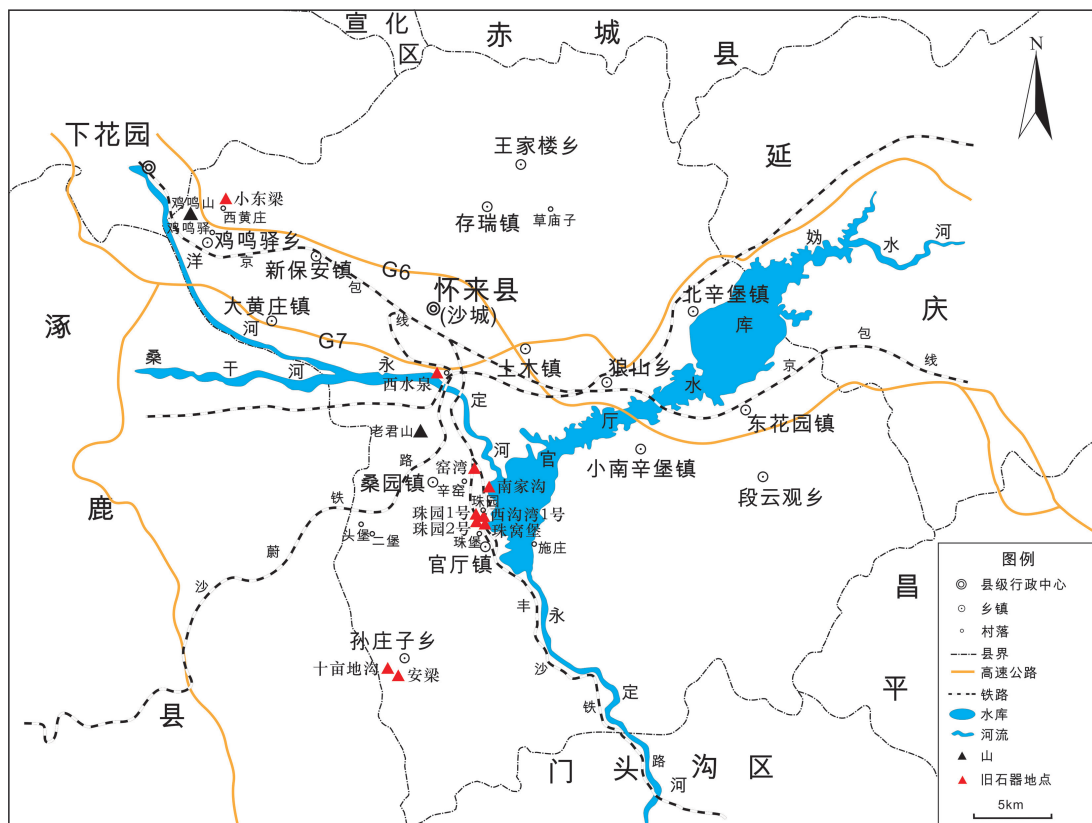 宣化区
赤城县
N
下花园
王家楼乡
延庆
鸡鸣山
小东梁
西黄庄
存瑞镇
草庙子
妫水河
鸡鸣驿
鸡鸣驿乡
洋河
京包线
新保安镇
G6
怀来县
(沙城)
北辛堡镇
大黄庄镇
G7
涿鹿县
桑干河
永定河
西水泉
土木镇
狼山乡
官厅水库
京包线
东花园镇
老君山
小南辛堡镇
窑湾
桑园镇
辛窑
南家沟
段云观乡
珠园
珠园1号
西沟湾1号
珠园2号
珠窝堡
头堡
二堡
珠堡
施庄
官厅镇
沙蔚铁路
丰沙铁路
永定河
孙庄子乡
十亩地沟
安梁
昌平
门头沟区
图例
县级行政中心
乡镇
村落
县界
高速公路
铁路
水库
河流
山
旧石器地点
5km